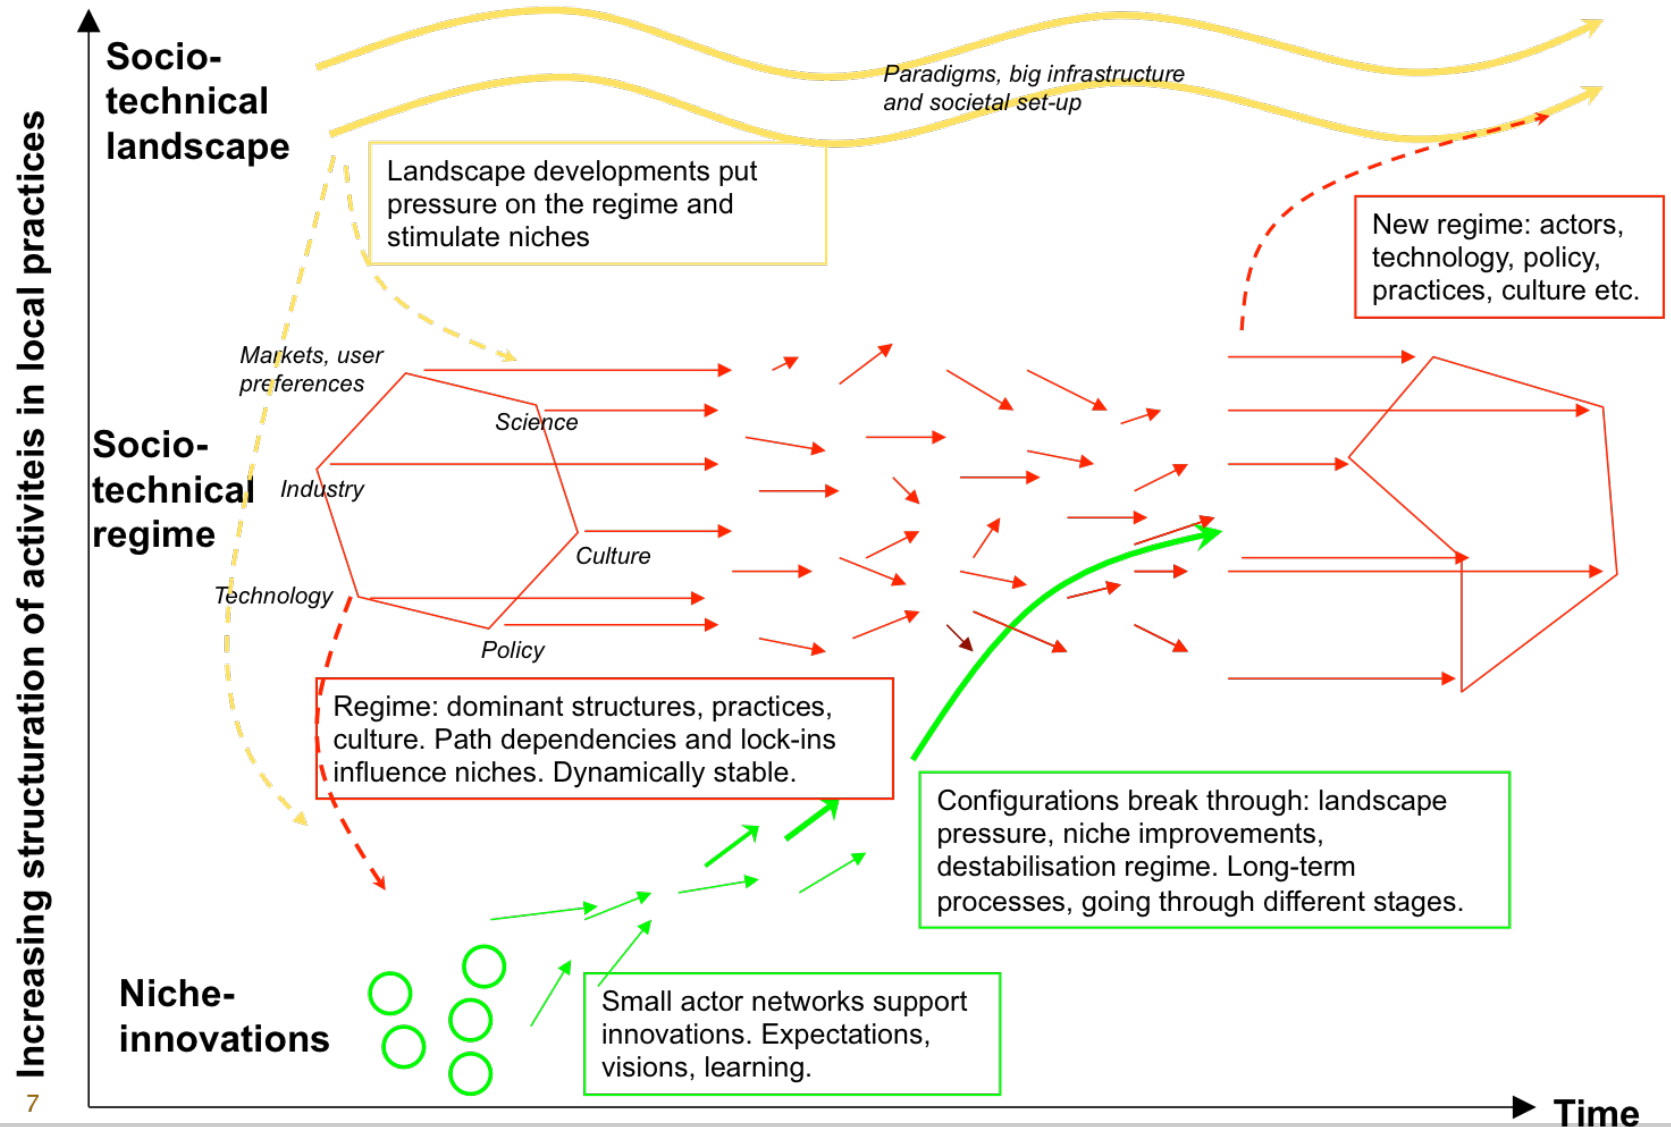 Increasing structuration of activiteis in local practices
Socio-
technical
landscape
Paradigms, big infrastructure
and societal set-up
Landscape developments put
pressure on the regime and
stimulate niches
New regime: actors,
technology, policy,
practices, culture etc.
Markets, user
preferences
Science
Socio-
technical
regime
Industry
Culture
Technology
Policy
Regime: dominant structures, practices,
culture. Path dependencies and lock-ins
influence niches. Dynamically stable.
Configurations break through: landscape
pressure, niche improvements,
destabilisation regime. Long-term
processes, going through different stages.
Niche-
innovations
Small actor networks support
innovations. Expectations,
visions, learning.
7
Time